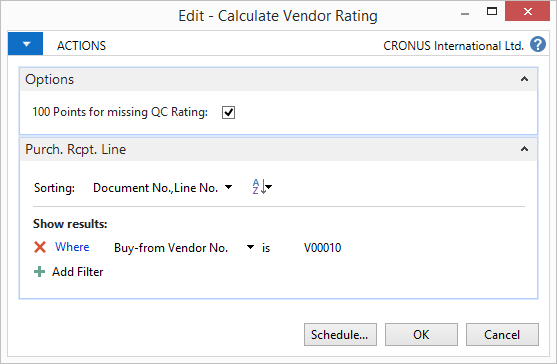 Edit - Calculate Vendor Rating
ACTIONS
CRONUS International Ltd. ?
Options
100 Points for missing QC Rating:
Purch. Rcpt. Line
Sorting: Document No.,Line No. AZ
Show results:
Where Buy-from Vendor No. is V00010
Add Filter
Schedule... OK Cancel